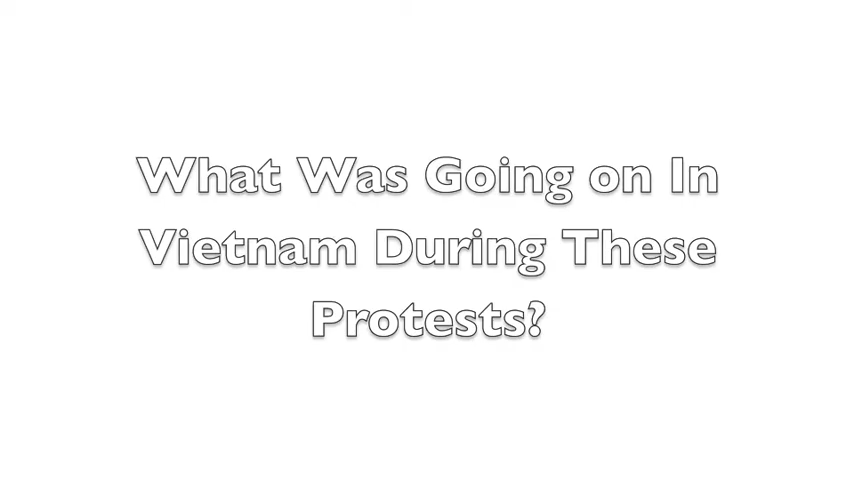 What Was Going on In
Vietnam During These
Protests?